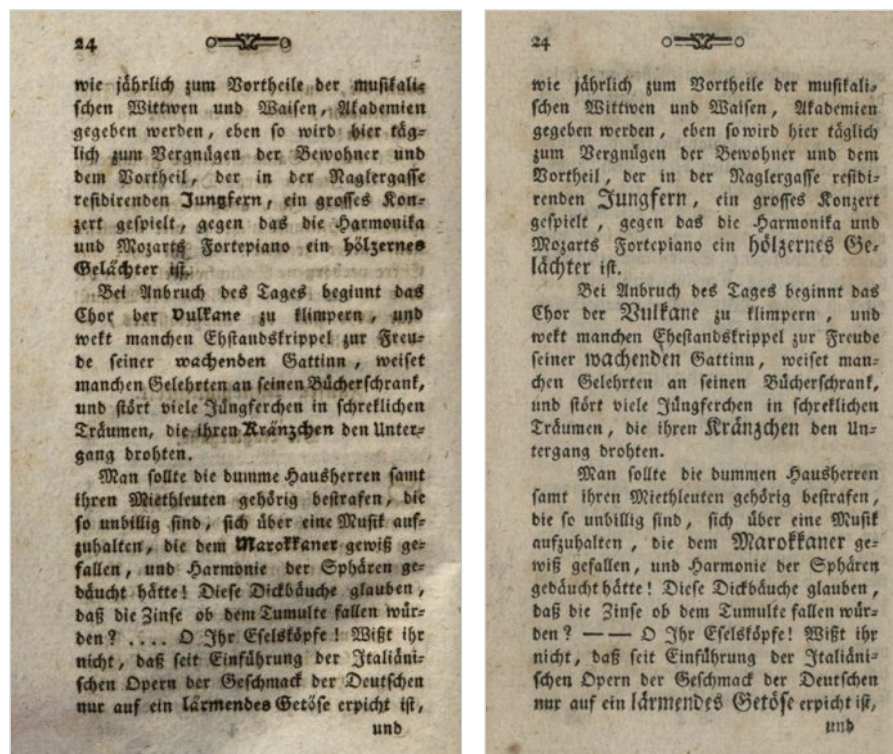 24
wie jährlich zum Vortheile der musikali=
schen Wittwen und Waisen, Akademien
gegeben werden, eben so wird hier täg=
lich zum Vergnügen der Bewohner und
dem Vortheil, der in der Naglergasse
residirenden Jungfern, ein grosses Kon=
zert gespielt, gegen das die Harmonika
und Mozarts Fortepiano ein hölzernes
Gelächter ist.
Bei Anbruch des Tages beginnt das
Chor der Vulkane zu klimpern, und
wekt manchen Ehstandskrippel zur Freu=
de seiner wachenden Gattinn, weiset
manchen Gelehrten an seinen Bücherschrank,
und stört viele Jüngferchen in schreklichen
Träumen, die ihren Kränzchen den Unter=
gang drohten.
Man sollte die dumme Hausherren samt
ihren Miethleuten gehörig bestrafen, die
so unbillig sind, sich über eine Musik auf=
zuhalten, die dem Marokkaner gewiß ge=
fallen, und Harmonie der Sphären ge=
däucht hätte! Diese Dickbäuche glauben,
daß die Zinse ob dem Tumulte fallen wür=
den? .... O Ihr Eselsköpfe! Wißt ihr
nicht, daß seit Einführung der Italiäni=
schen Opern der Geschmack der Deutschen
nur auf ein lärmendes Getöse erpicht ist,
und
24
wie jährlich zum Vortheile der musikali=
schen Wittwen und Waisen, Akademien
gegeben werden, eben so wird hier täglich
zum Vergnügen der Bewohner und dem
Vortheil, der in der Naglergasse residi=
renden Jungfern, ein grosses Konzert
gespielt, gegen das die Harmonika und
Mozarts Fortepiano ein hölzernes Ge=
lächter ist.
Bei Anbruch des Tages beginnt das
Chor der Vulkane zu klimpern, und
wekt manchen Ehestandskrippel zur Freude
seiner wachenden Gattinn, weiset man=
chen Gelehrten an seinen Bücherschrank,
und stört viele Jüngferchen in schreklichen
Träumen, die ihren Kränzchen den Un=
tergang drohten.
Man sollte die dummen Hausherren
samt ihren Miethleuten gehörig bestrafen,
die so unbillig sind, sich über eine Musik
aufzuhalten, die dem Marokkaner ge=
wiß gefallen, und Harmonie der Sphären
gedäucht hätte! Diese Dickbäuche glauben,
daß die Zinse ob dem Tumulte fallen wür=
den? —— O Ihr Eselsköpfe! Wißt ihr
nicht, daß seit Einführung der Italiäni=
schen Opern der Geschmack der Deutschen
nur auf ein lärmendes Getöse erpicht ist,
und